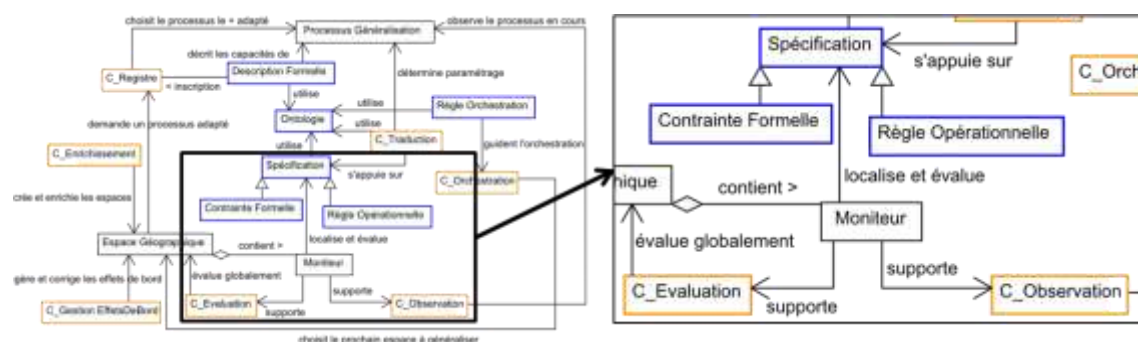 choisit le processus le + adapté
Processus Généralisation
observe le processus en cours
décrit les capacités de
C_Registre
< inscription
Description Formelle
détermine paramétrage
utilise
Règle Orchestration
utilise
demande un processus adapté
Ontologie
utilise
C_Traduction
utilise
guident l'orchestration
C_Enrichissement
Spécification
s'appuie sur
C_Orchestration
crée et enrichie les espaces
Contrainte Formelle
Règle Opérationnelle
Espace Géographique
contient >
localise et évalue
gère et corrige les effets de bord
évalue globalement
Moniteur
supporte
C_Gestion EffetsDeBord
C_Evaluation
supporte
C_Observation
choisit le prochain espace à généraliser
Spécification
s'appuie sur
C_Orch
Contrainte Formelle
Règle Opérationnelle
hique
contient >
localise et évalue
Moniteur
évalue globalement
supporte
C_Evaluation
supporte
C_Observation